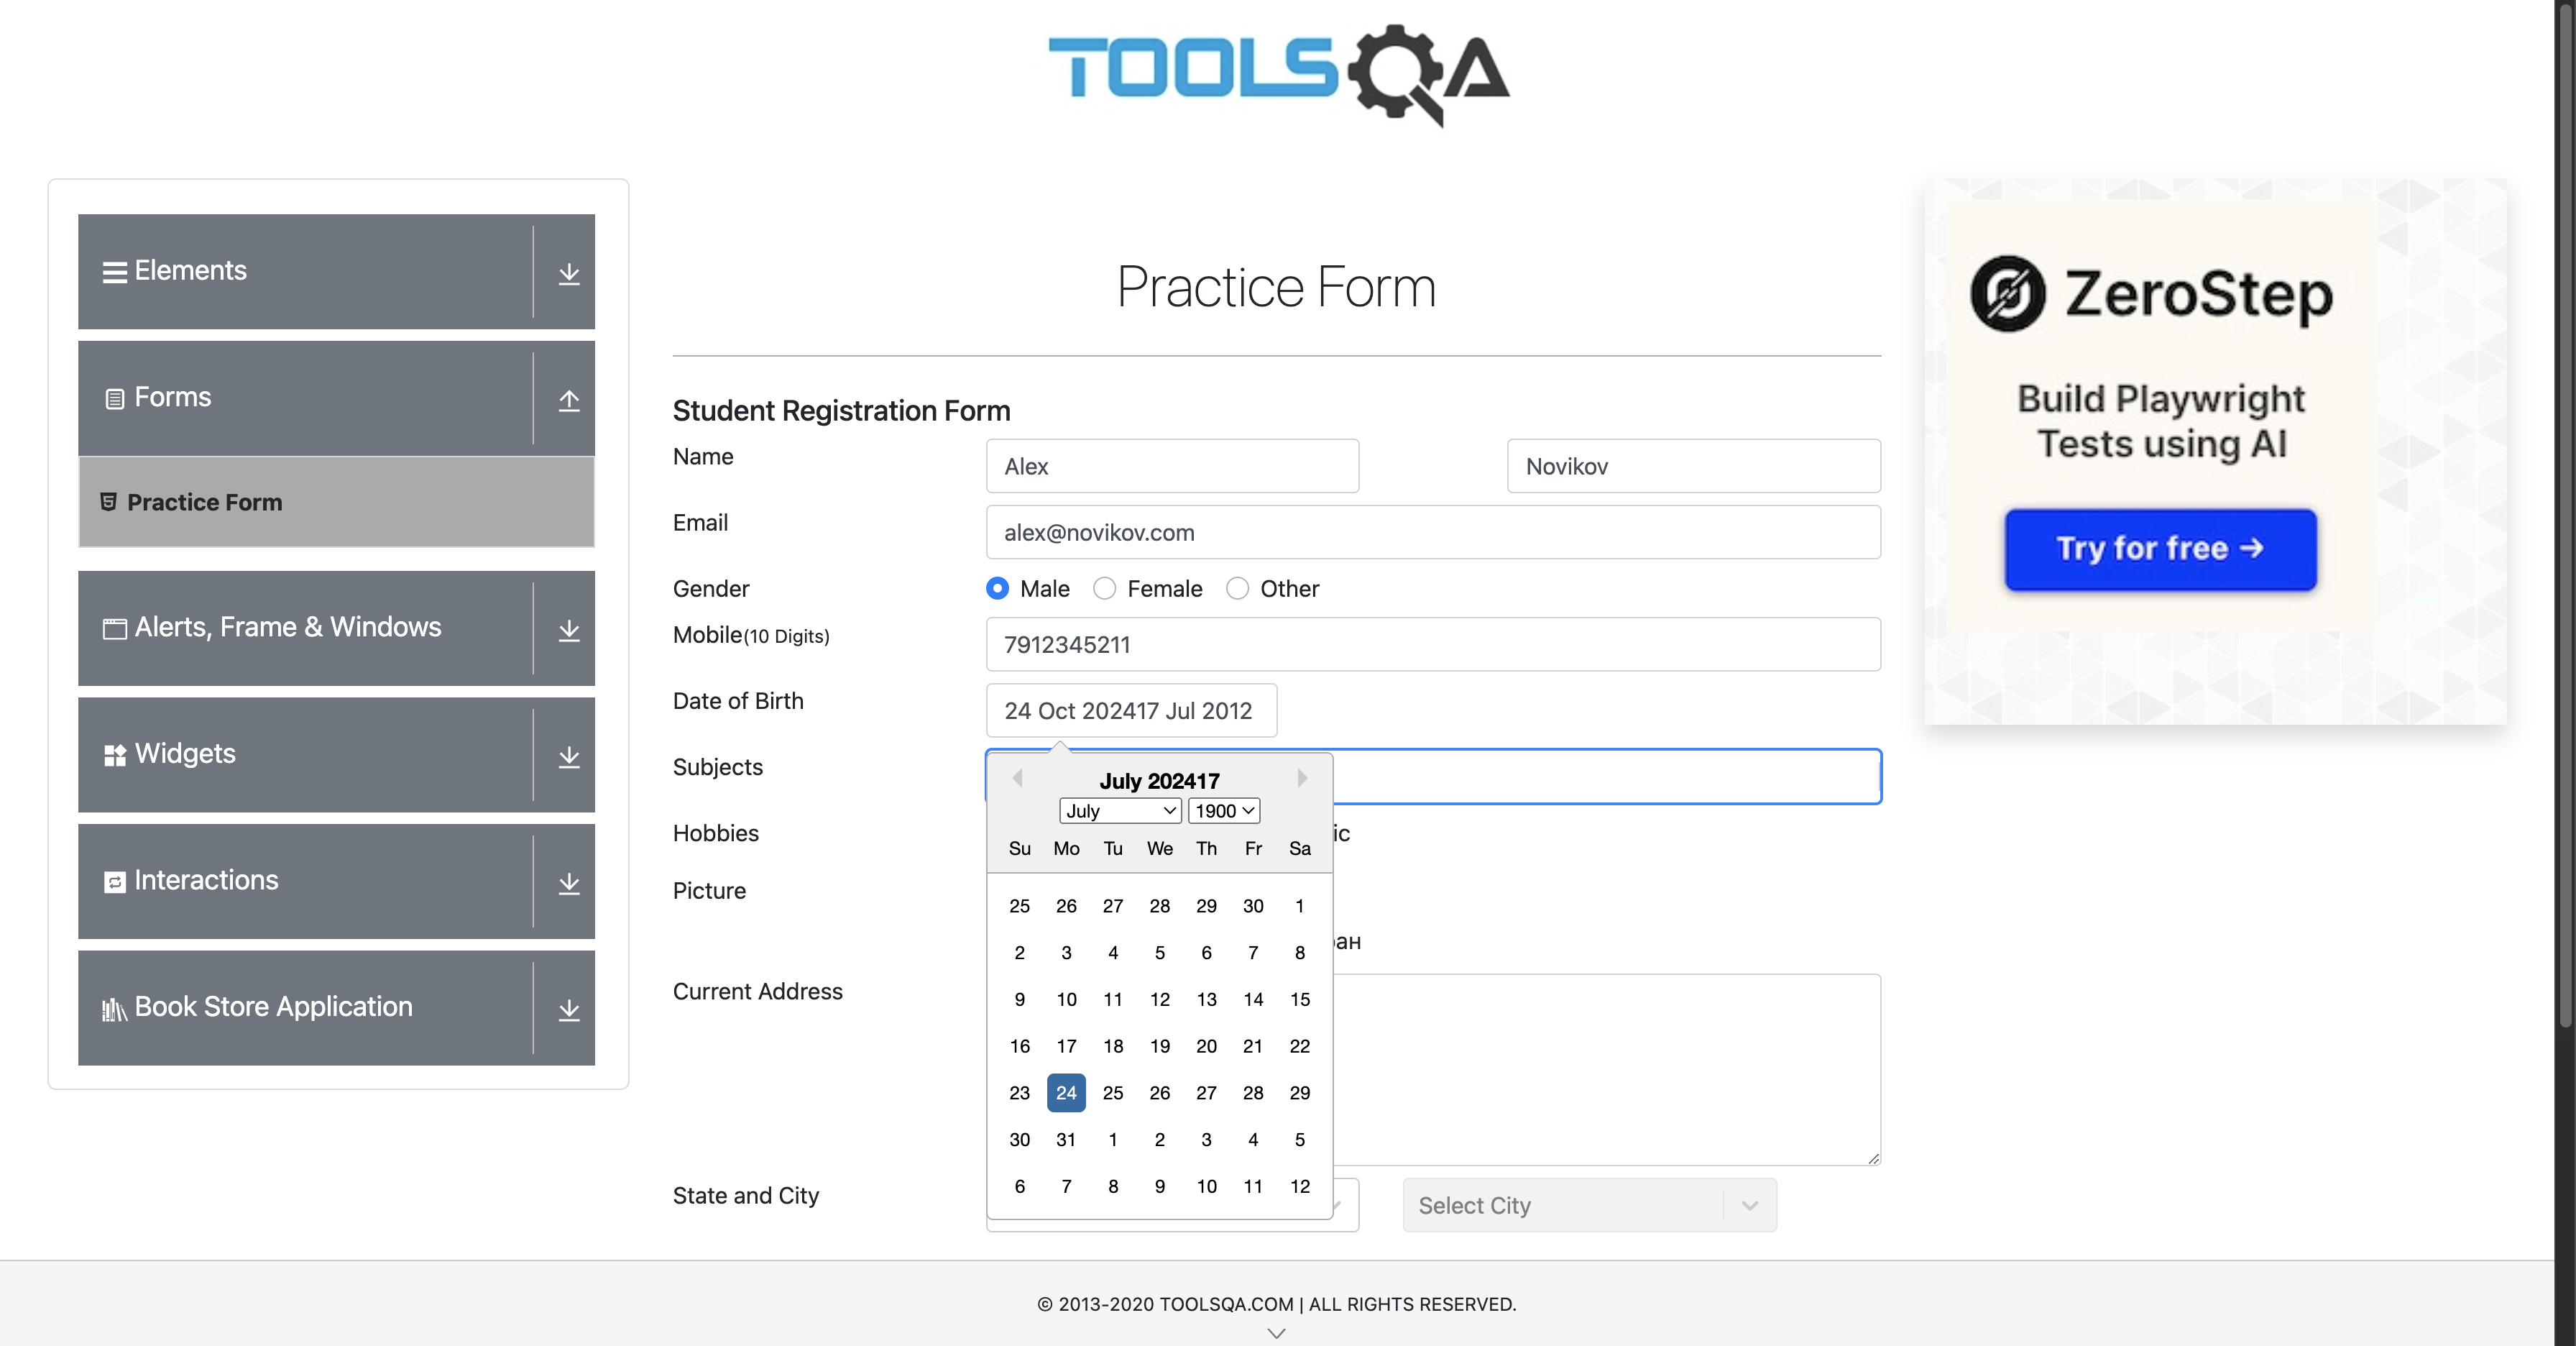 TOOLSQA
Elements
Forms
Practice Form
Alerts, Frame & Windows
Widgets
Interactions
Book Store Application
Practice Form
Student Registration Form
Name
Alex
Novikov
Email
alex@novikov.com
Gender
Male Female Other
Mobile(10 Digits)
7912345211
Date of Birth
24 Oct 202417 Jul 2012
Subjects
July 202417
July 1900
Su Mo Tu We Th Fr Sa
25 26 27 28 29 30 1
2 3 4 5 6 7 8
9 10 11 12 13 14 15
16 17 18 19 20 21 22
23 24 25 26 27 28 29
30 31 1 2 3 4 5
6 7 8 9 10 11 12
Hobbies
Picture
Current Address
State and City
Select City
ZeroStep
Build Playwright
Tests using AI
Try for free →
© 2013-2020 TOOLSQA.COM | ALL RIGHTS RESERVED.